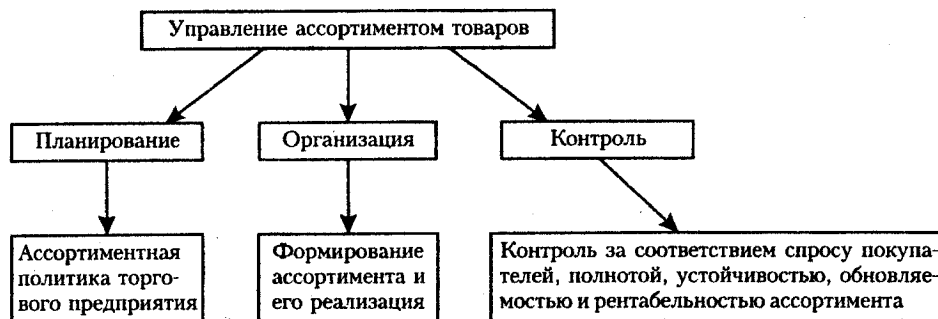 Управление ассортиментом товаров
Планирование
Организация
Контроль
Ассортиментная
политика торго-
вого предприятия
Формирование
ассортимента и
его реализация
Контроль за соответствием спросу покупа-
телей, полнотой, устойчивостью, обновляе-
мостью и рентабельностью ассортимента